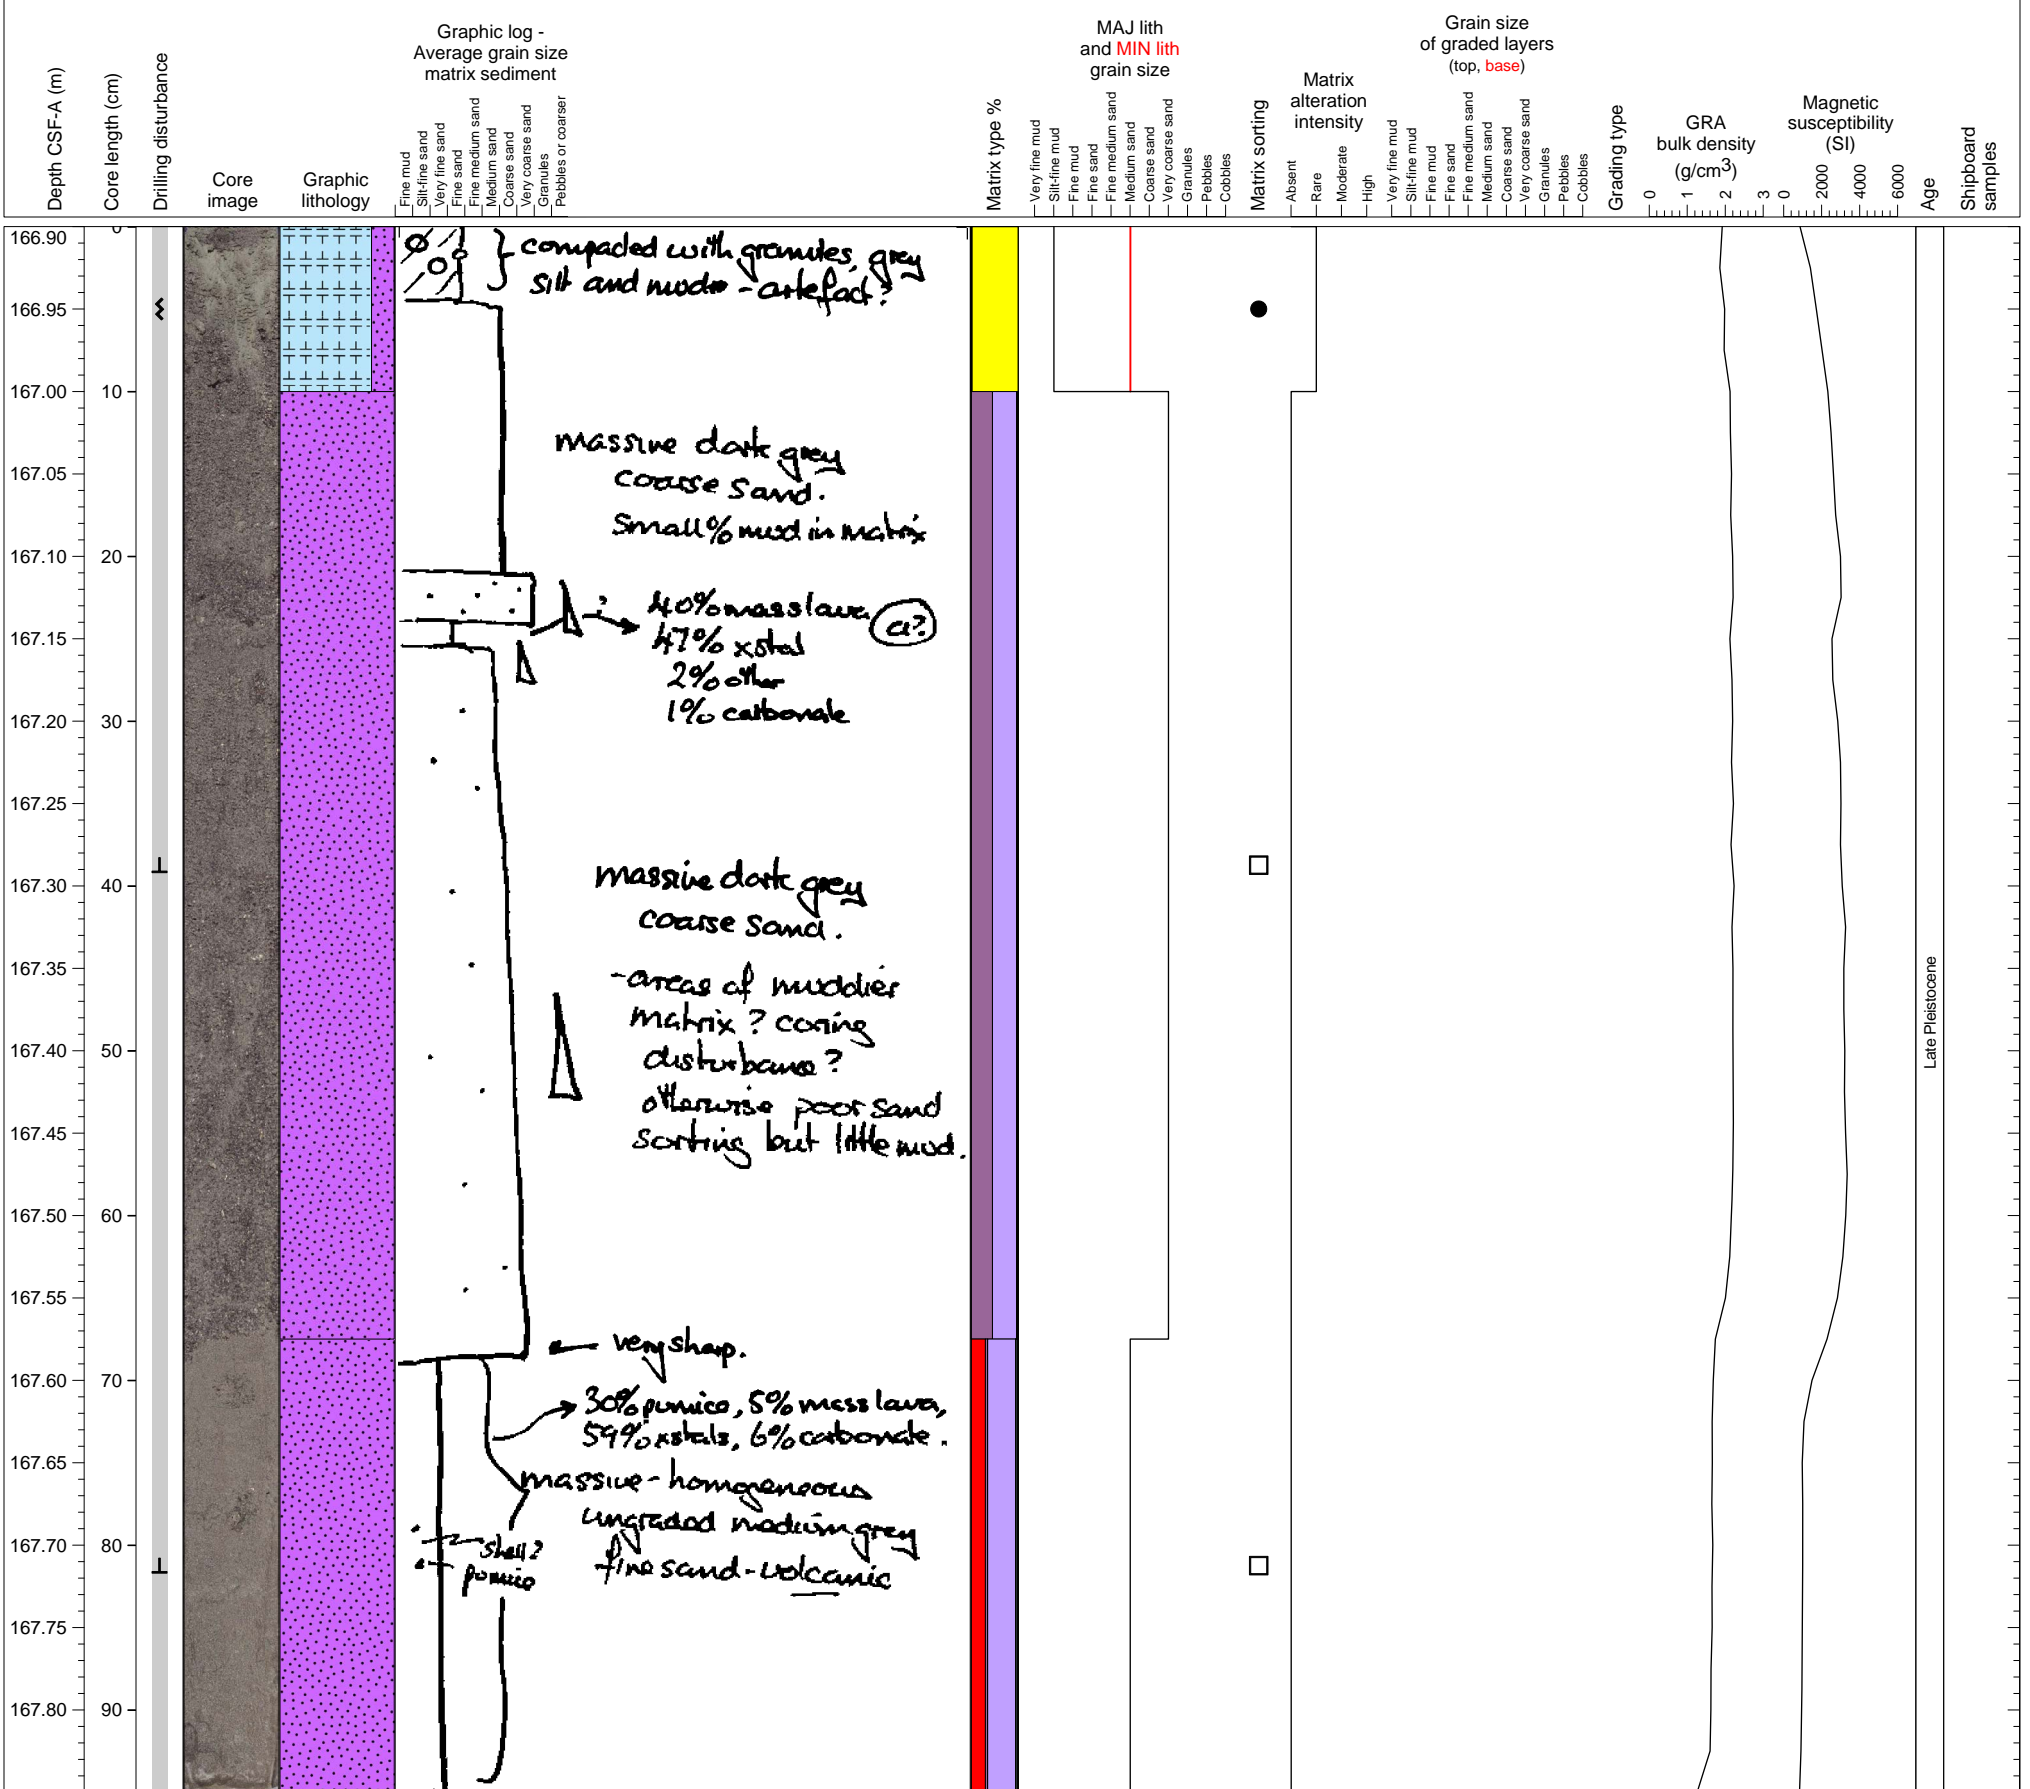 Depth CSF-A (m)
Core length (cm)
Drilling disturbance
Core
image
Graphic
lithology
Graphic log -
Average grain size
matrix sediment
Fine mud
Silt-fine sand
Very fine sand
Fine sand
Fine medium sand
Medium sand
Coarse sand
Very coarse sand
Granules
Pebbles or coarser
Matrix type %
MAJ lith
and MIN lith
grain size
Very fine mud
Silt-fine mud
Fine mud
Fine sand
Fine medium sand
Medium sand
Coarse sand
Very coarse sand
Granules
Pebbles
Cobbles
Matrix sorting
Matrix
alteration
intensity
Absent
Rare
Moderate
High
Grain size
of graded layers
(top, base)
Very fine mud
Silt-fine mud
Fine mud
Fine sand
Fine medium sand
Medium sand
Coarse sand
Very coarse sand
Granules
Pebbles
Cobbles
Grading type
GRA
bulk density
(g/cm3)
0 1 2 3
Magnetic
susceptibility
(SI)
0 2000 4000 6000
Age
Shipboard
samples
166.90 0
166.95
167.00 10
167.05
167.10 20
167.15
167.20 30
167.25
167.30 40
167.35
167.40 50
167.45
167.50 60
167.55
167.60 70
167.65
167.70 80
167.75
167.80 90
compacted with granules, grey
silt and mud - artefact?
massive dark grey
coarse sand.
Small % mud in matrix
? 40% mass lava
a?
47% xstal
2% other
1% carbonate
massive dark grey
coarse sand.
- areas of muddier
matrix? coring
disturbance?
otherwise poor sand
sorting but little mud.
very sharp.
30% pumice, 5% mass lava,
59% xstals, 6% carbonate.
massive - homogeneous
ungraded medium grey
fine sand - volcanic
shell?
pumice
Late Pleistocene